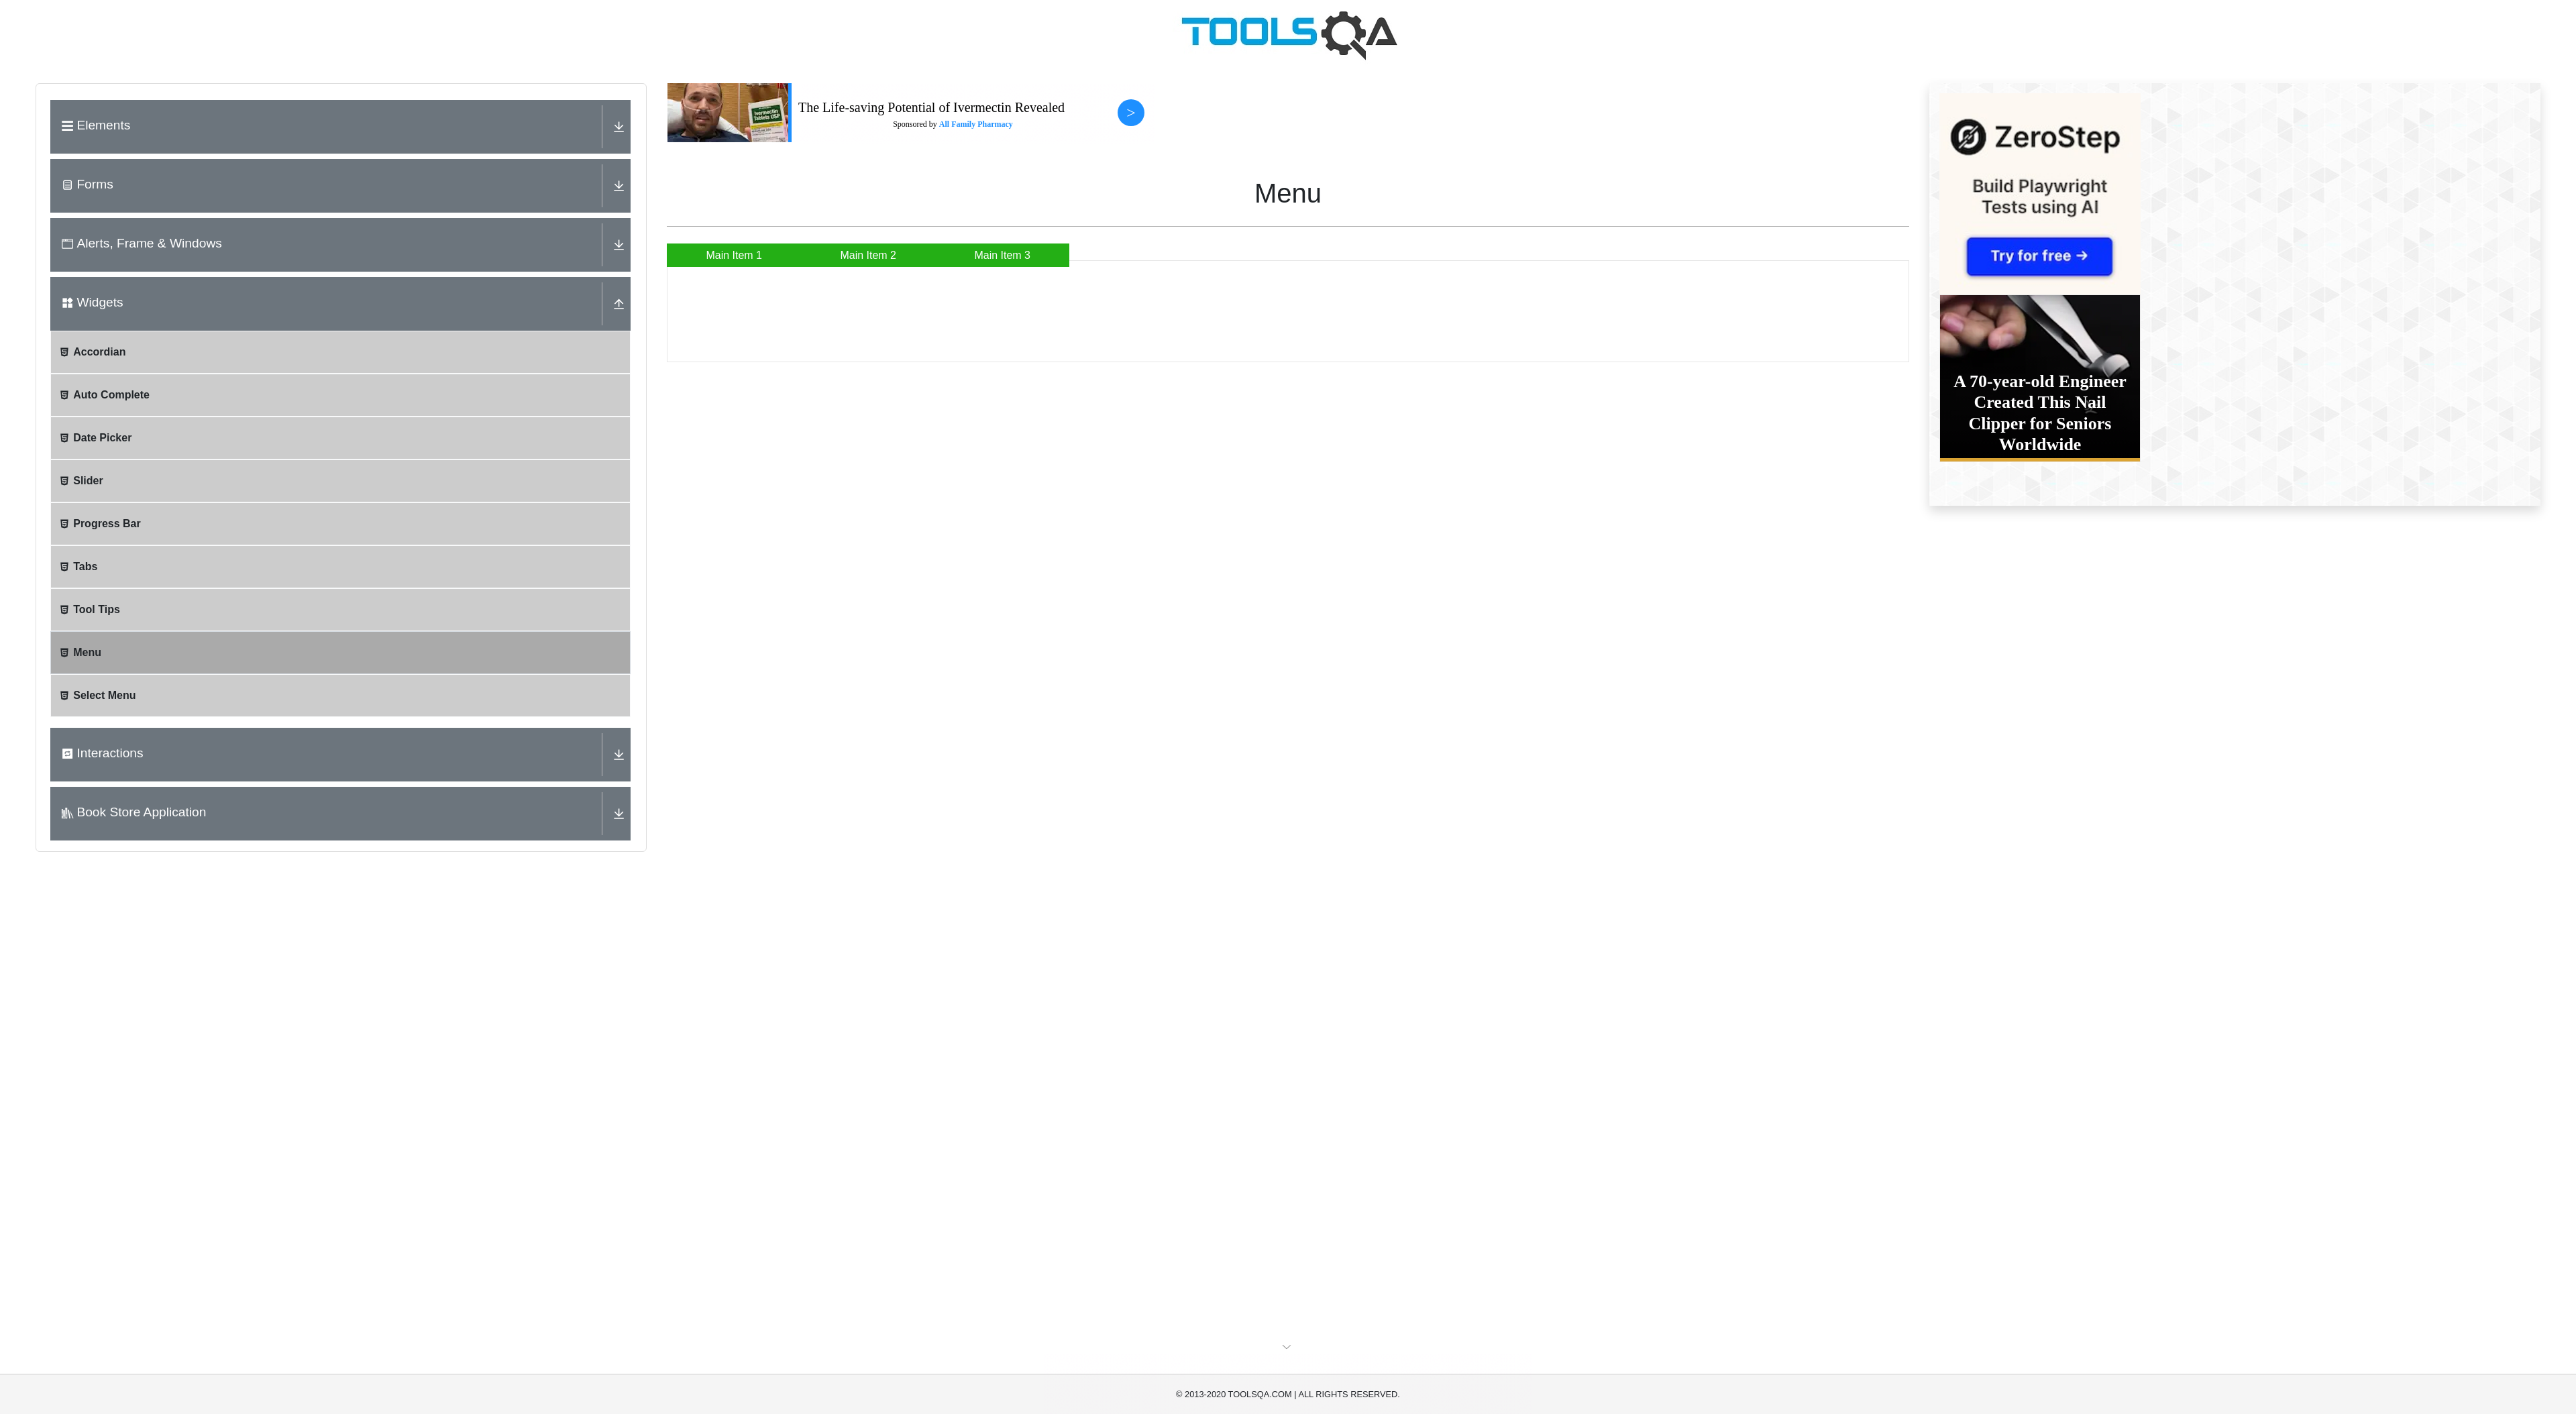 TOOLSQA
Elements
Forms
Alerts, Frame & Windows
Widgets
Accordian
Auto Complete
Date Picker
Slider
Progress Bar
Tabs
Tool Tips
Menu
Select Menu
Interactions
Book Store Application
Ivermectin
Tablets USP
The Life-saving Potential of Ivermectin Revealed
Sponsored by All Family Pharmacy
>
Menu
Main Item 1
Main Item 2
Main Item 3
ZeroStep
Build Playwright
Tests using AI
Try for free →
A 70-year-old Engineer
Created This Nail
Clipper for Seniors
Worldwide
© 2013-2020 TOOLSQA.COM | ALL RIGHTS RESERVED.